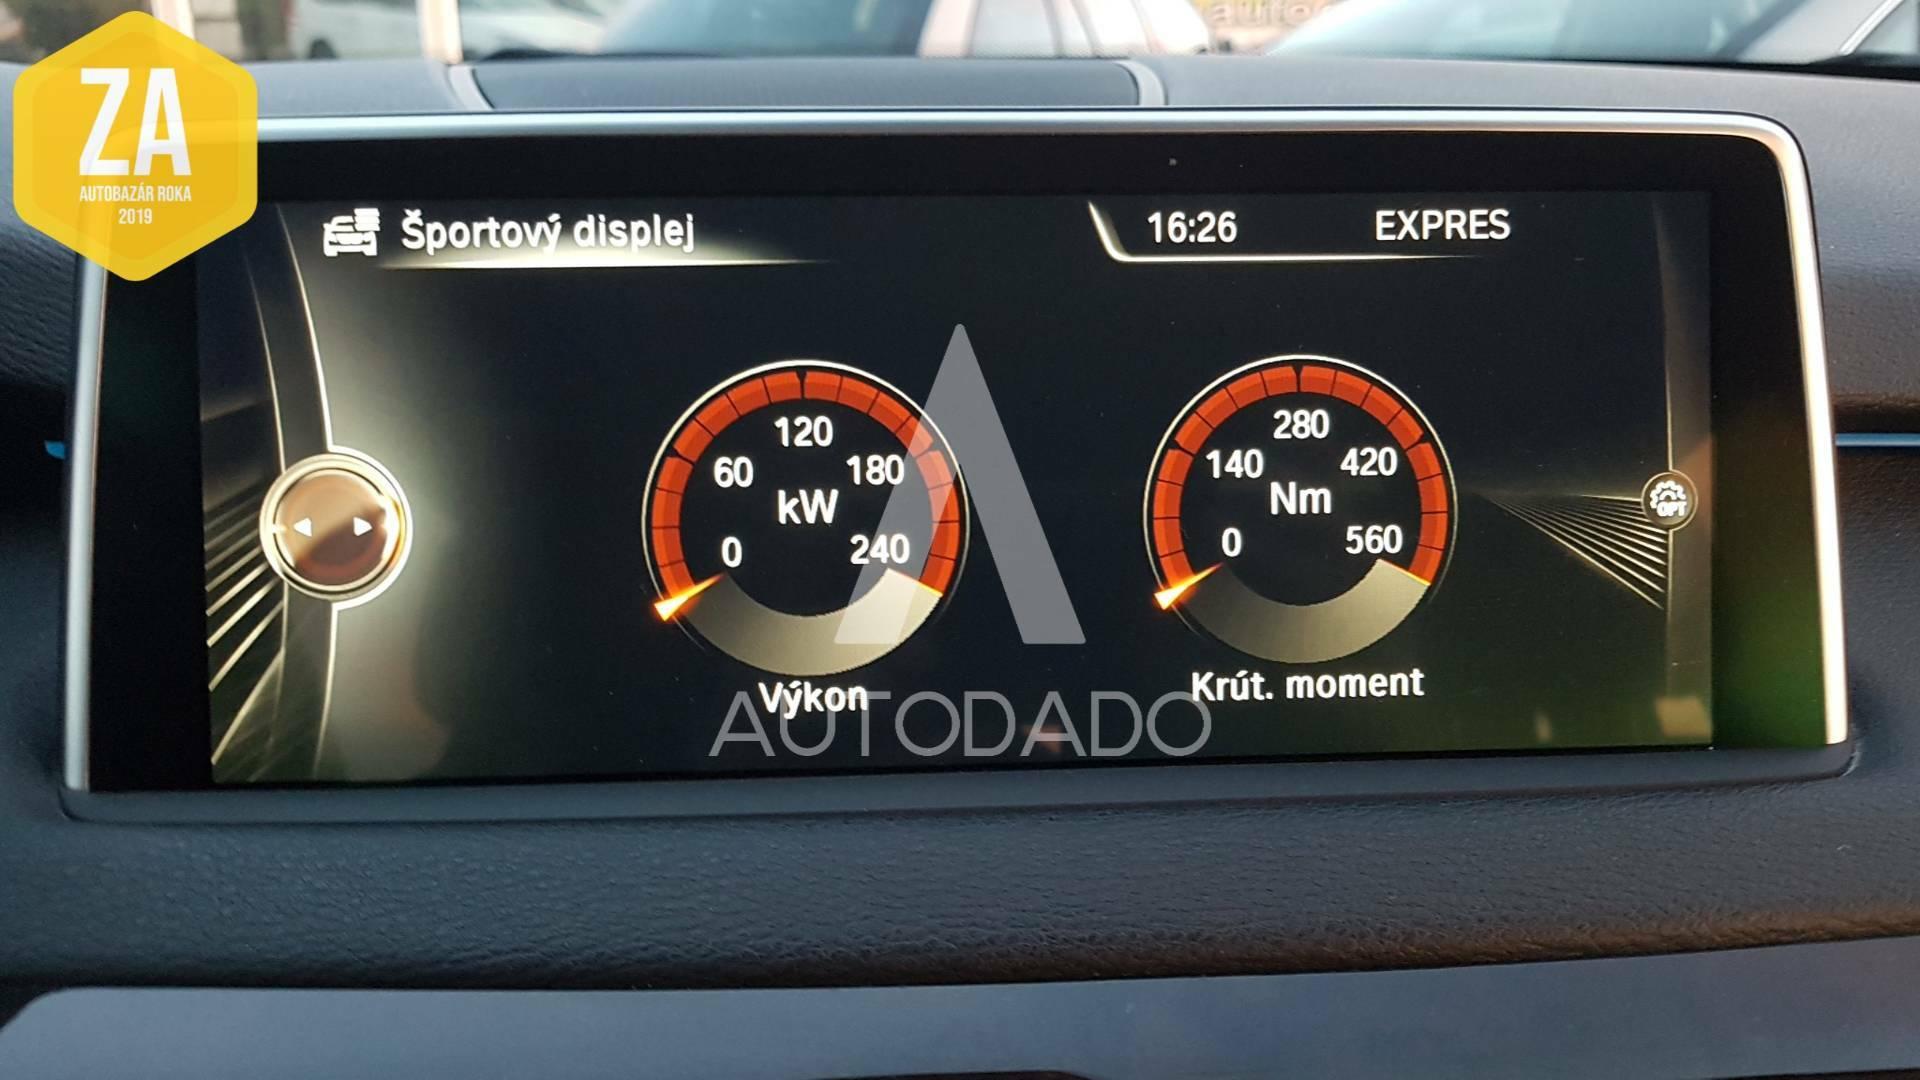 ZA
AUTOBAZÁR ROKA
2019
Športový displej
16:26
EXPRES
120
60
180
kW
0
240
Výkon
280
140
420
Nm
0
560
Krút. moment
OPT
AUTODADO